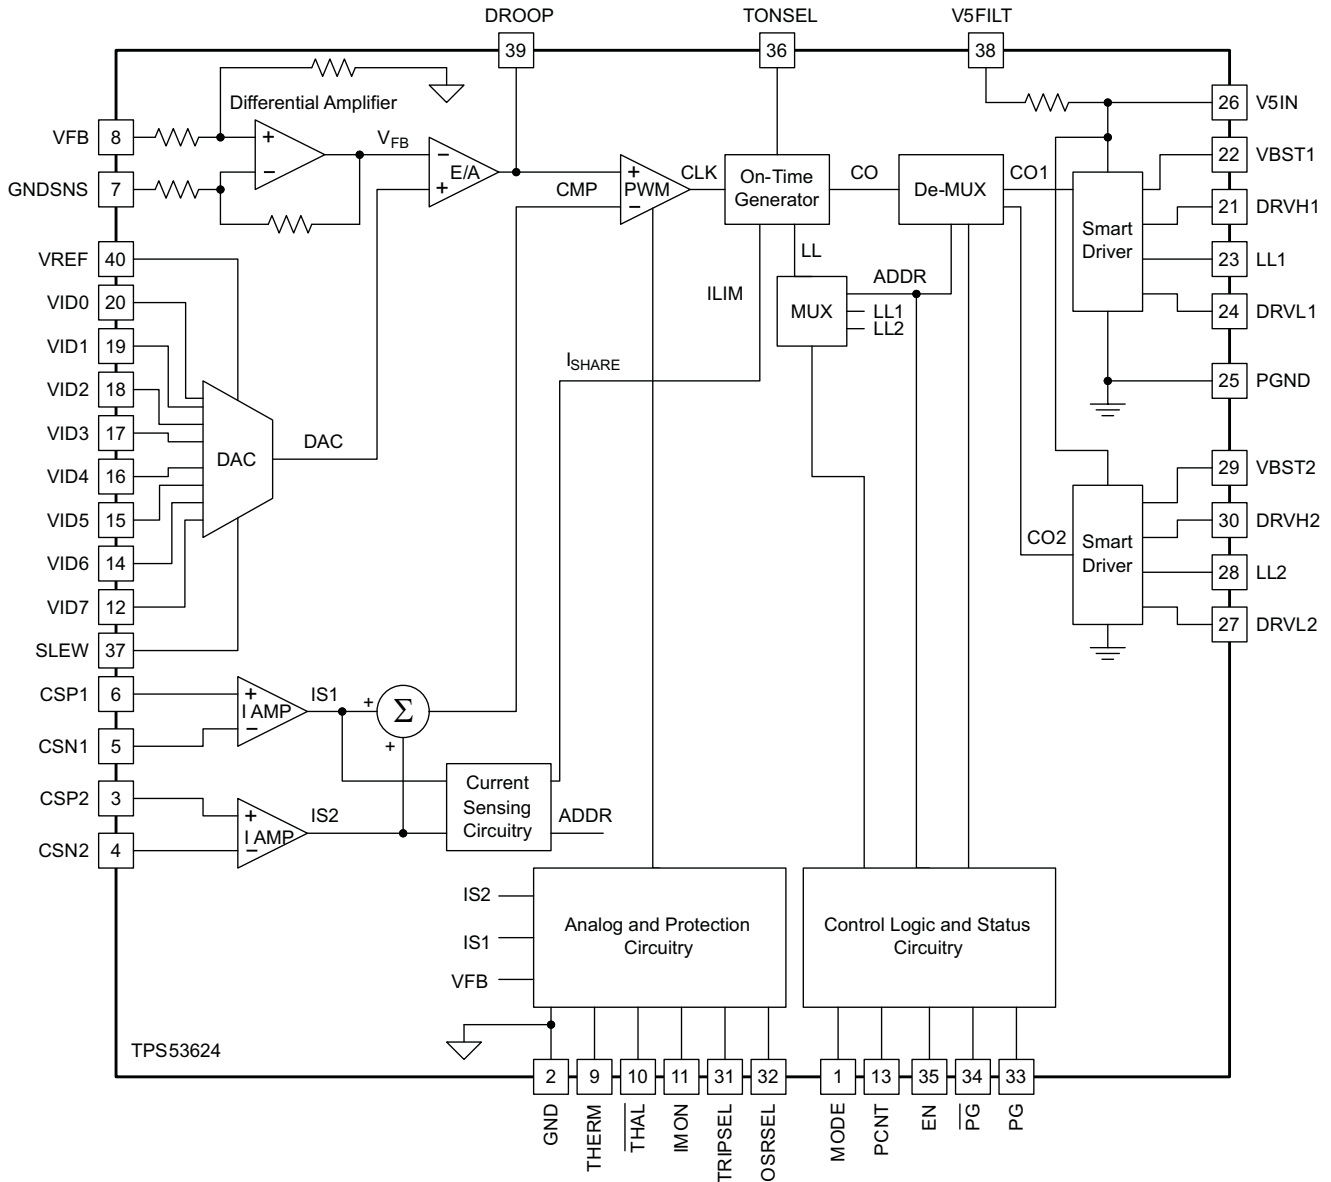 DROOP
TONSEL
V5FILT
39
36
38
Differential Amplifier
VFB
8
+
−
GNDSNS
7
V_FB
−
E/A
+
CMP
+
PWM
−
CLK
On-Time
Generator
CO
De-MUX
CO1
26
V5IN
22
VBST1
21
DRVH1
Smart
Driver
23
LL1
24
DRVL1
25
PGND
LL
MUX
ADDR
LL1
LL2
ILIM
I_SHARE
VREF
40
VID0
20
VID1
19
VID2
18
VID3
17
VID4
16
VID5
15
VID6
14
VID7
12
SLEW
37
DAC
DAC
29
VBST2
30
DRVH2
CO2
Smart
Driver
28
LL2
27
DRVL2
CSP1
6
CSN1
5
+
I AMP
−
IS1
+
Σ
+
CSP2
3
CSN2
4
+
I AMP
−
IS2
Current
Sensing
Circuitry
ADDR
IS2
IS1
VFB
Analog and Protection
Circuitry
Control Logic and Status
Circuitry
TPS53624
2
9
10
11
31
32
1
13
35
34
33
GND
THERM
T̅H̅A̅L̅
IMON
TRIPSEL
OSRSEL
MODE
PCNT
EN
P̅G̅
PG